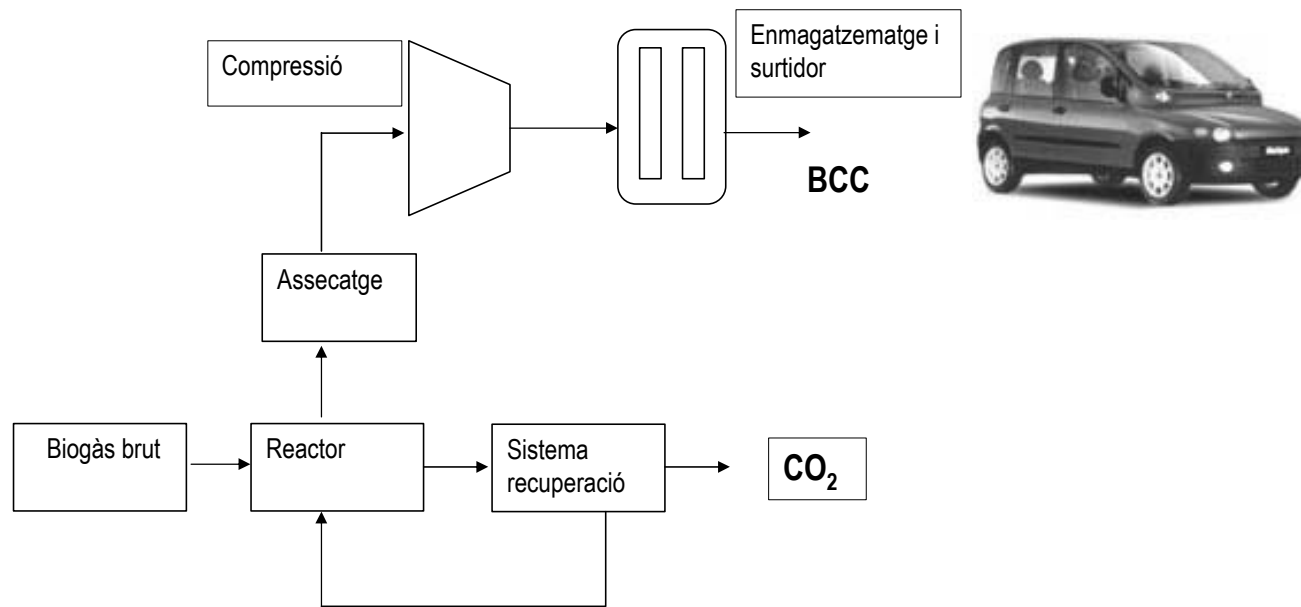 Compressió
Enmagatzematge i
surtidor
BCC
Assecatge
Biogàs brut
Reactor
Sistema
recuperació
CO₂